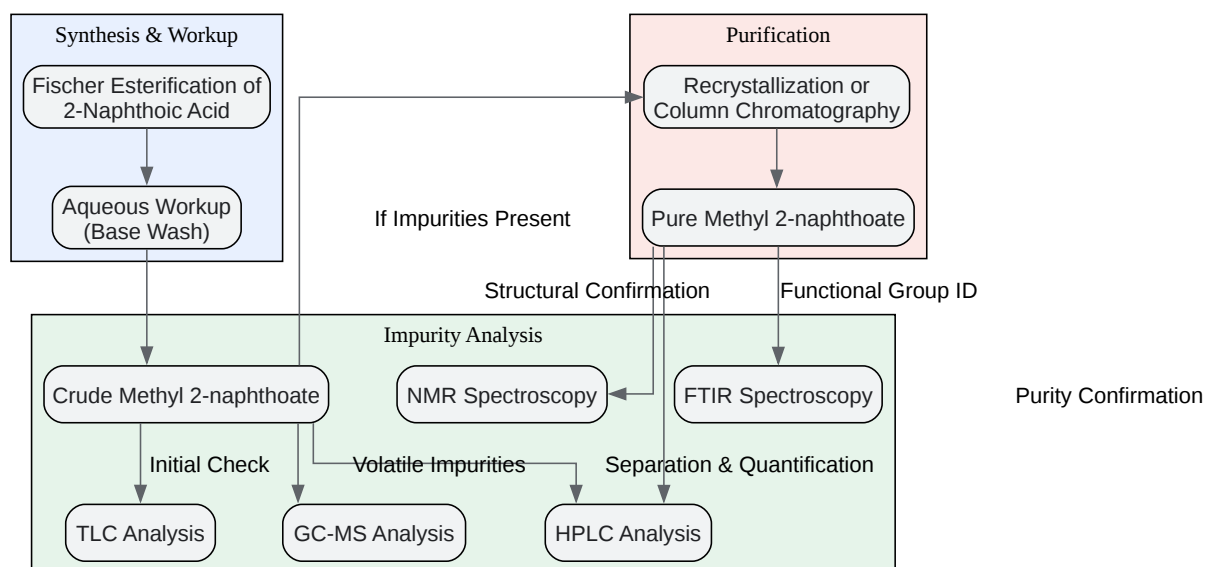 Synthesis & Workup
Purification
Fischer Esterification of
2-Naphthoic Acid
Recrystallization or
Column Chromatography
Aqueous Workup
(Base Wash)
If Impurities Present
Pure Methyl 2-naphthoate
Structural Confirmation
Functional Group ID
Impurity Analysis
Crude Methyl 2-naphthoate
NMR Spectroscopy
FTIR Spectroscopy
Purity Confirmation
Initial Check
Volatile Impurities
Separation & Quantification
TLC Analysis
GC-MS Analysis
HPLC Analysis